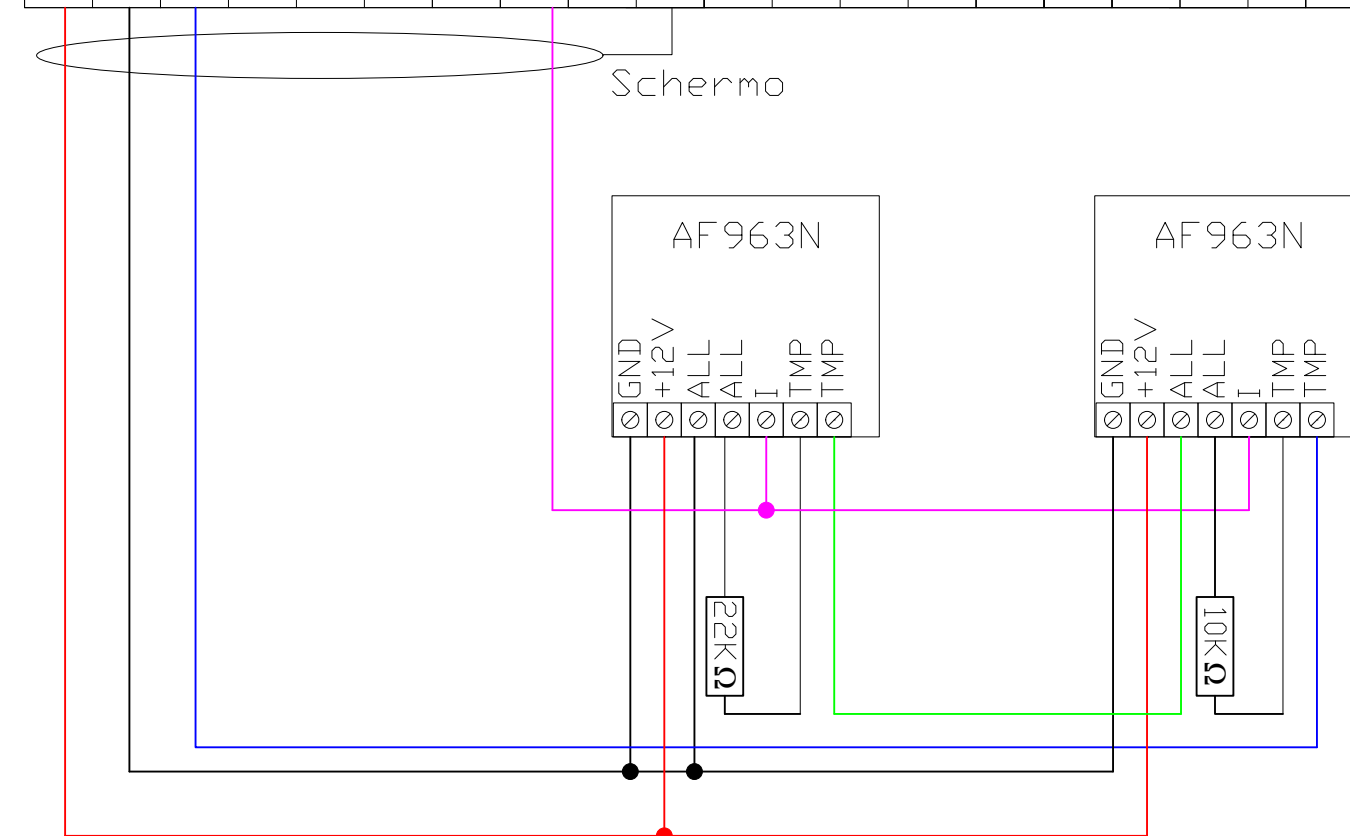 Schermo
AF963N
AF963N
GND
+12V
ALL
ALL
I
TMP
TMP
GND
+12V
ALL
ALL
I
TMP
TMP
22KΩ
10KΩ